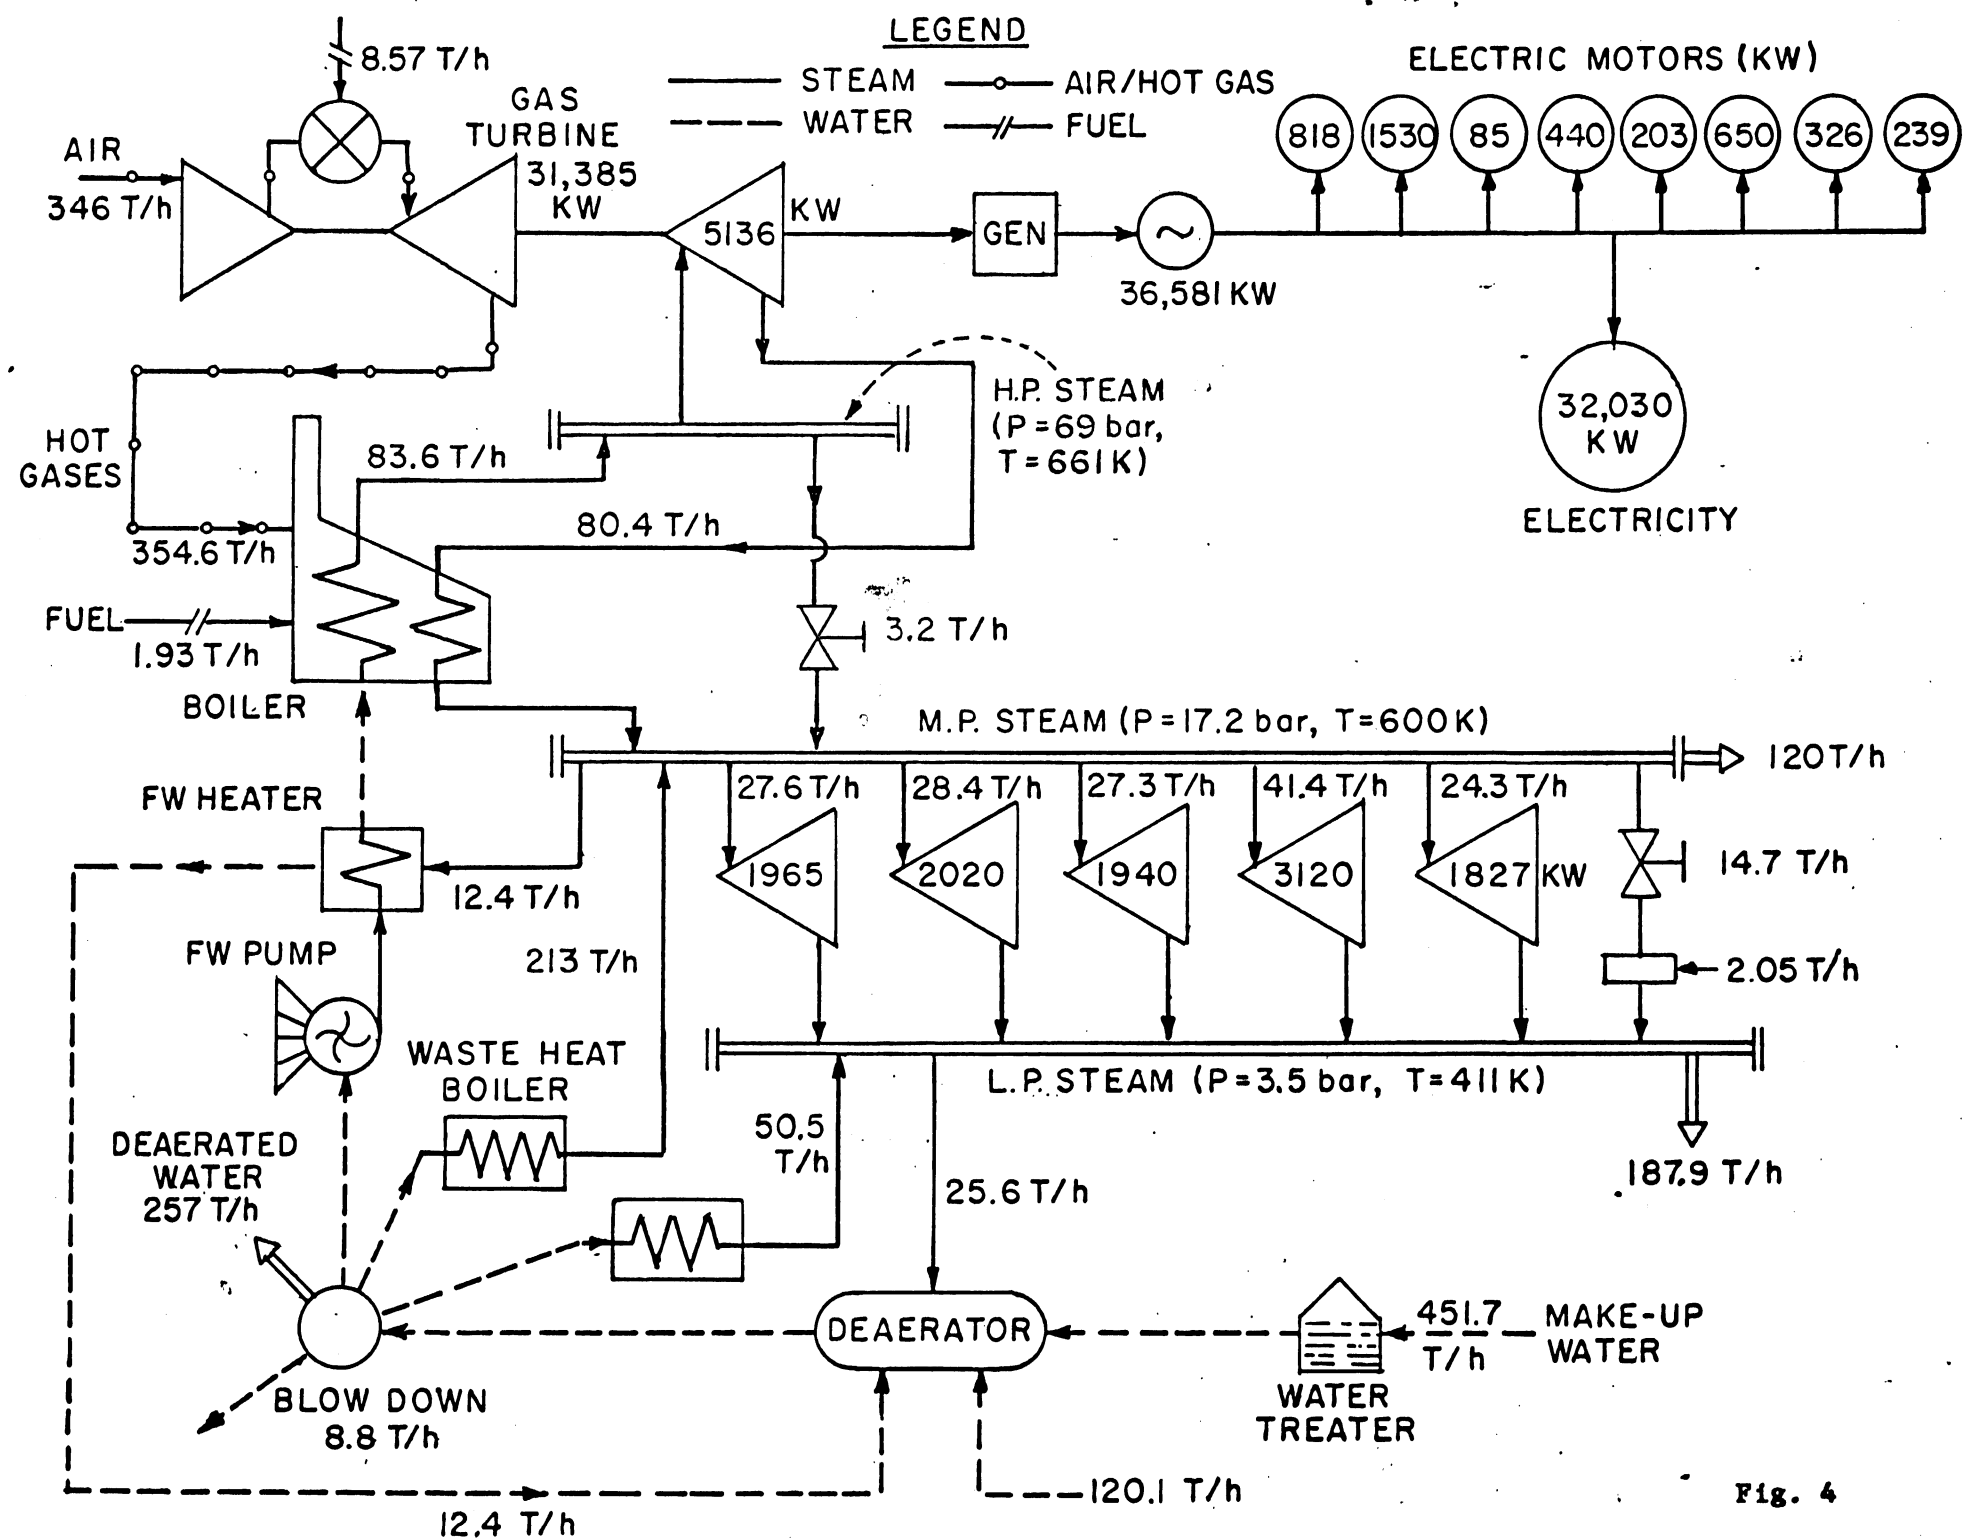 LEGEND
STEAM
AIR/HOT GAS
WATER
FUEL
8.57 T/h
GAS
TURBINE
31,385
KW
AIR
346 T/h
5136
KW
GEN
~
36,581 KW
ELECTRIC MOTORS (KW)
818
1530
85
440
203
650
326
239
32,030
KW
ELECTRICITY
H.P. STEAM
(P=69 bar,
T=661K)
HOT
GASES
83.6 T/h
80.4 T/h
354.6 T/h
FUEL
1.93 T/h
BOILER
3.2 T/h
M.P. STEAM (P=17.2 bar, T=600K)
120 T/h
FW HEATER
12.4 T/h
27.6 T/h
28.4 T/h
27.3 T/h
41.4 T/h
24.3 T/h
1965
2020
1940
3120
1827 KW
14.7 T/h
2.05 T/h
FW PUMP
213 T/h
WASTE HEAT
BOILER
L.P. STEAM (P=3.5 bar, T=411K)
50.5
T/h
187.9 T/h
DEAERATED
WATER
257 T/h
25.6 T/h
DEAERATOR
451.7
T/h
MAKE-UP
WATER
WATER
TREATER
BLOW DOWN
8.8 T/h
120.1 T/h
12.4 T/h
Fig. 4